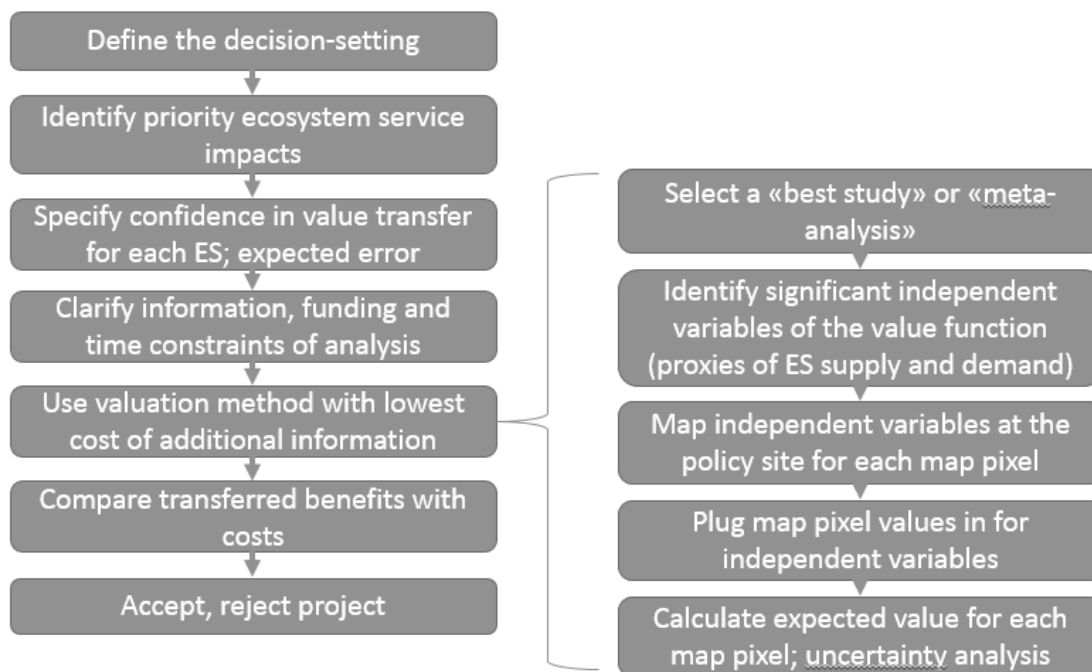 Define the decision-setting
Identify priority ecosystem service
impacts
Specify confidence in value transfer
for each ES; expected error
Clarify information, funding and
time constraints of analysis
Use valuation method with lowest
cost of additional information
Compare transferred benefits with
costs
Accept, reject project
Select a «best study» or «meta-
analysis»
Identify significant independent
variables of the value function
(proxies of ES supply and demand)
Map independent variables at the
policy site for each map pixel
Plug map pixel values in for
independent variables
Calculate expected value for each
map pixel; uncertainty analysis